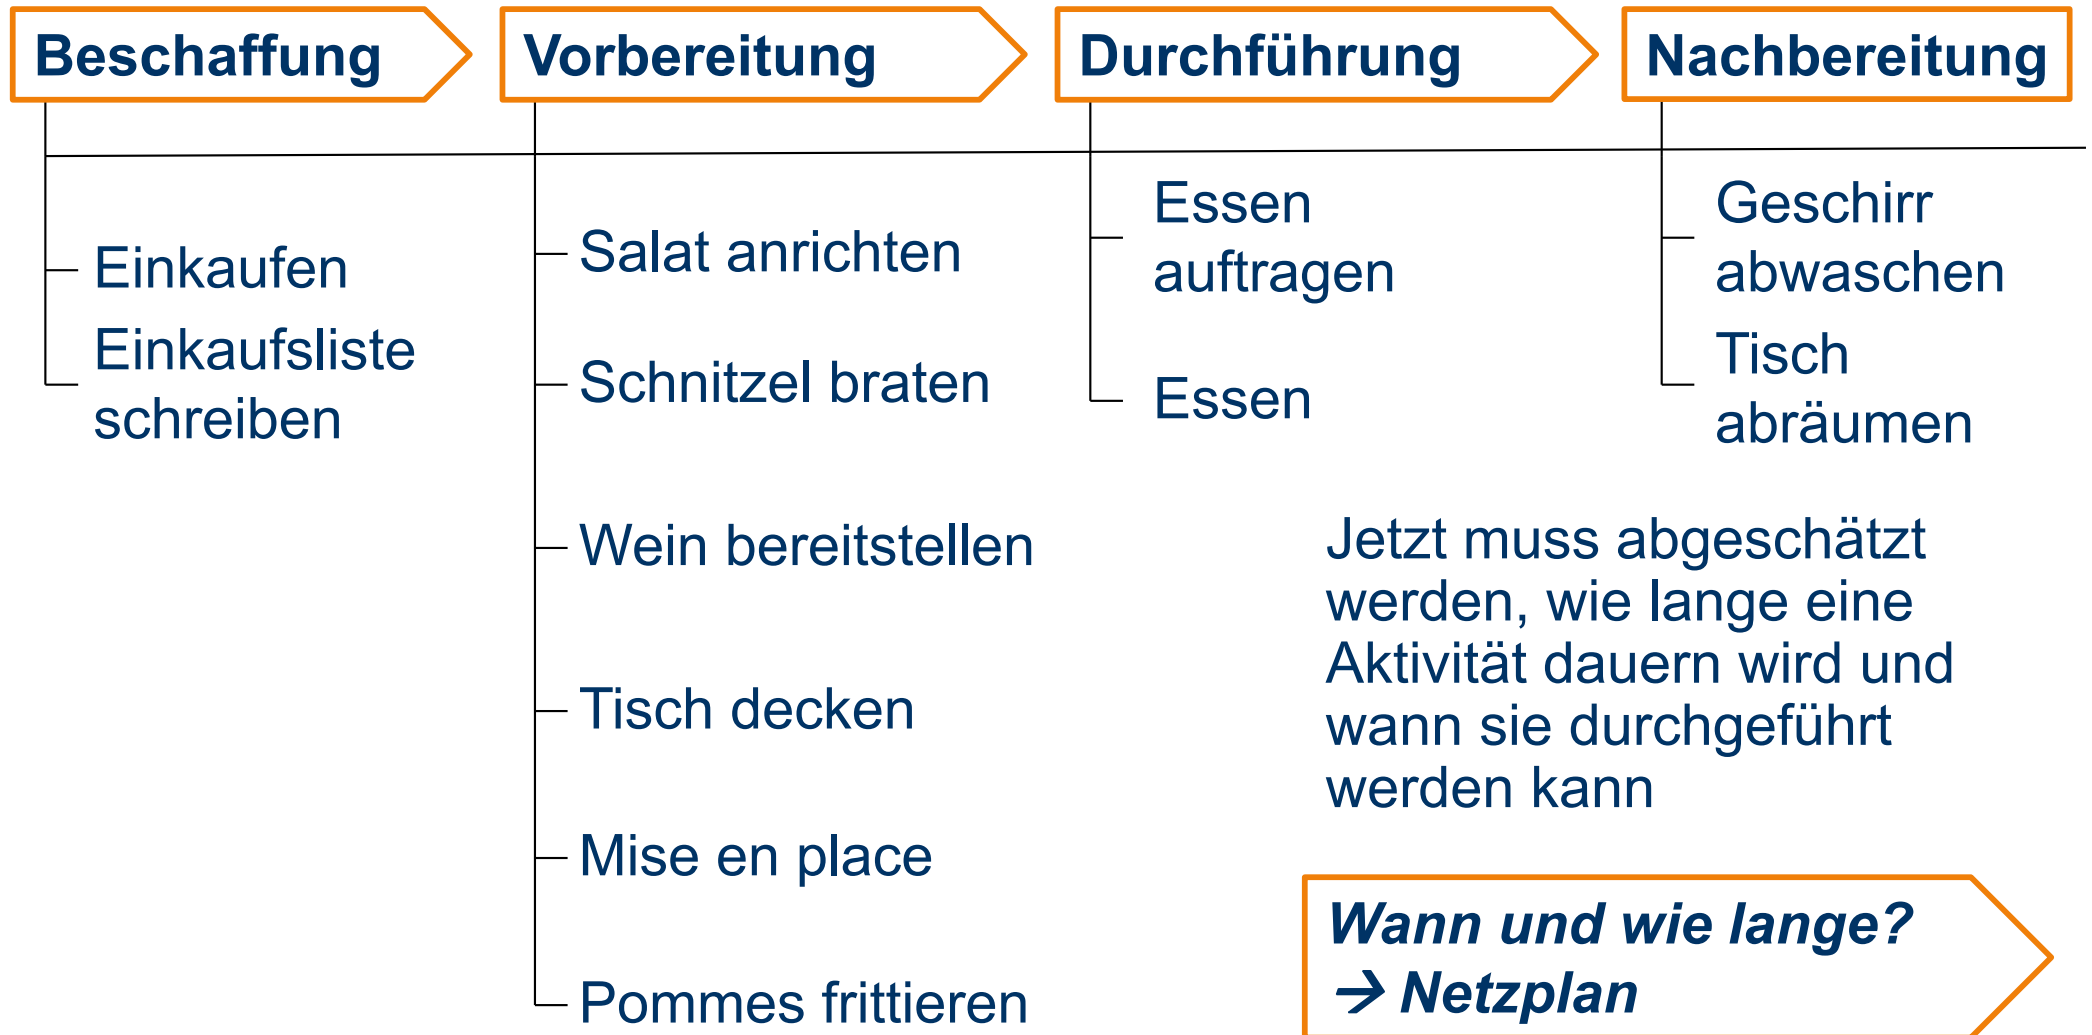 Beschaffung
Vorbereitung
Durchführung
Nachbereitung
Einkaufen
Einkaufsliste
schreiben
Salat anrichten
Schnitzel braten
Wein bereitstellen
Tisch decken
Mise en place
Pommes frittieren
Essen
auftragen
Essen
Geschirr
abwaschen
Tisch
abräumen
Jetzt muss abgeschätzt
werden, wie lange eine
Aktivität dauern wird und
wann sie durchgeführt
werden kann
Wann und wie lange?
→ Netzplan